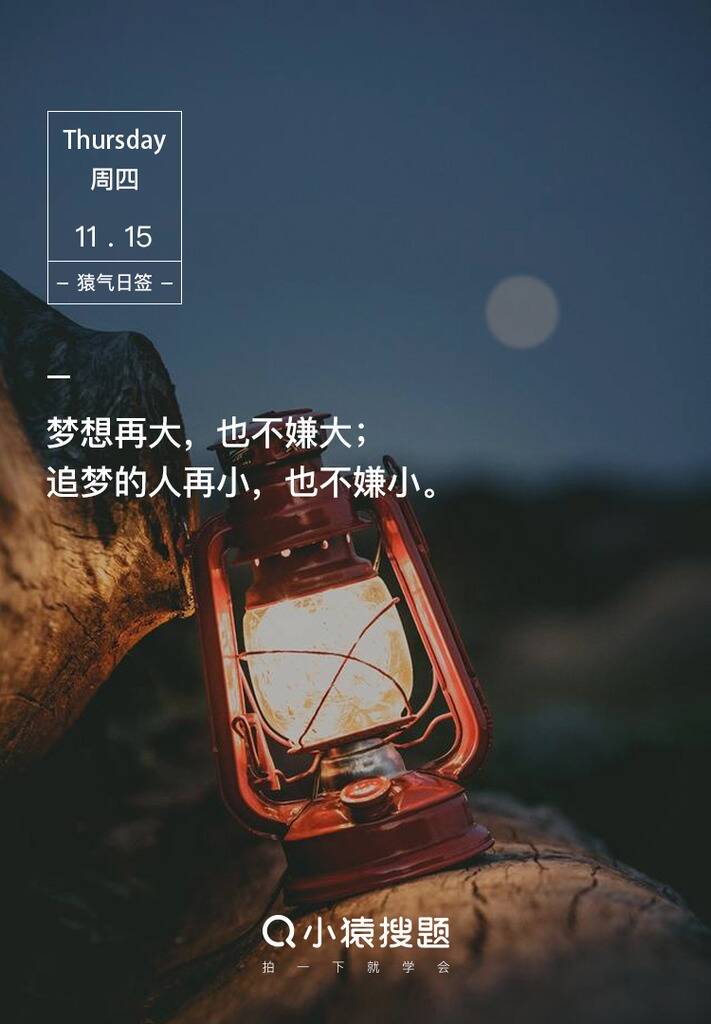 Thursday
周四
11 . 15
– 猿气日签 –
梦想再大，也不嫌大；
追梦的人再小，也不嫌小。
小猿搜题
拍一下就学会